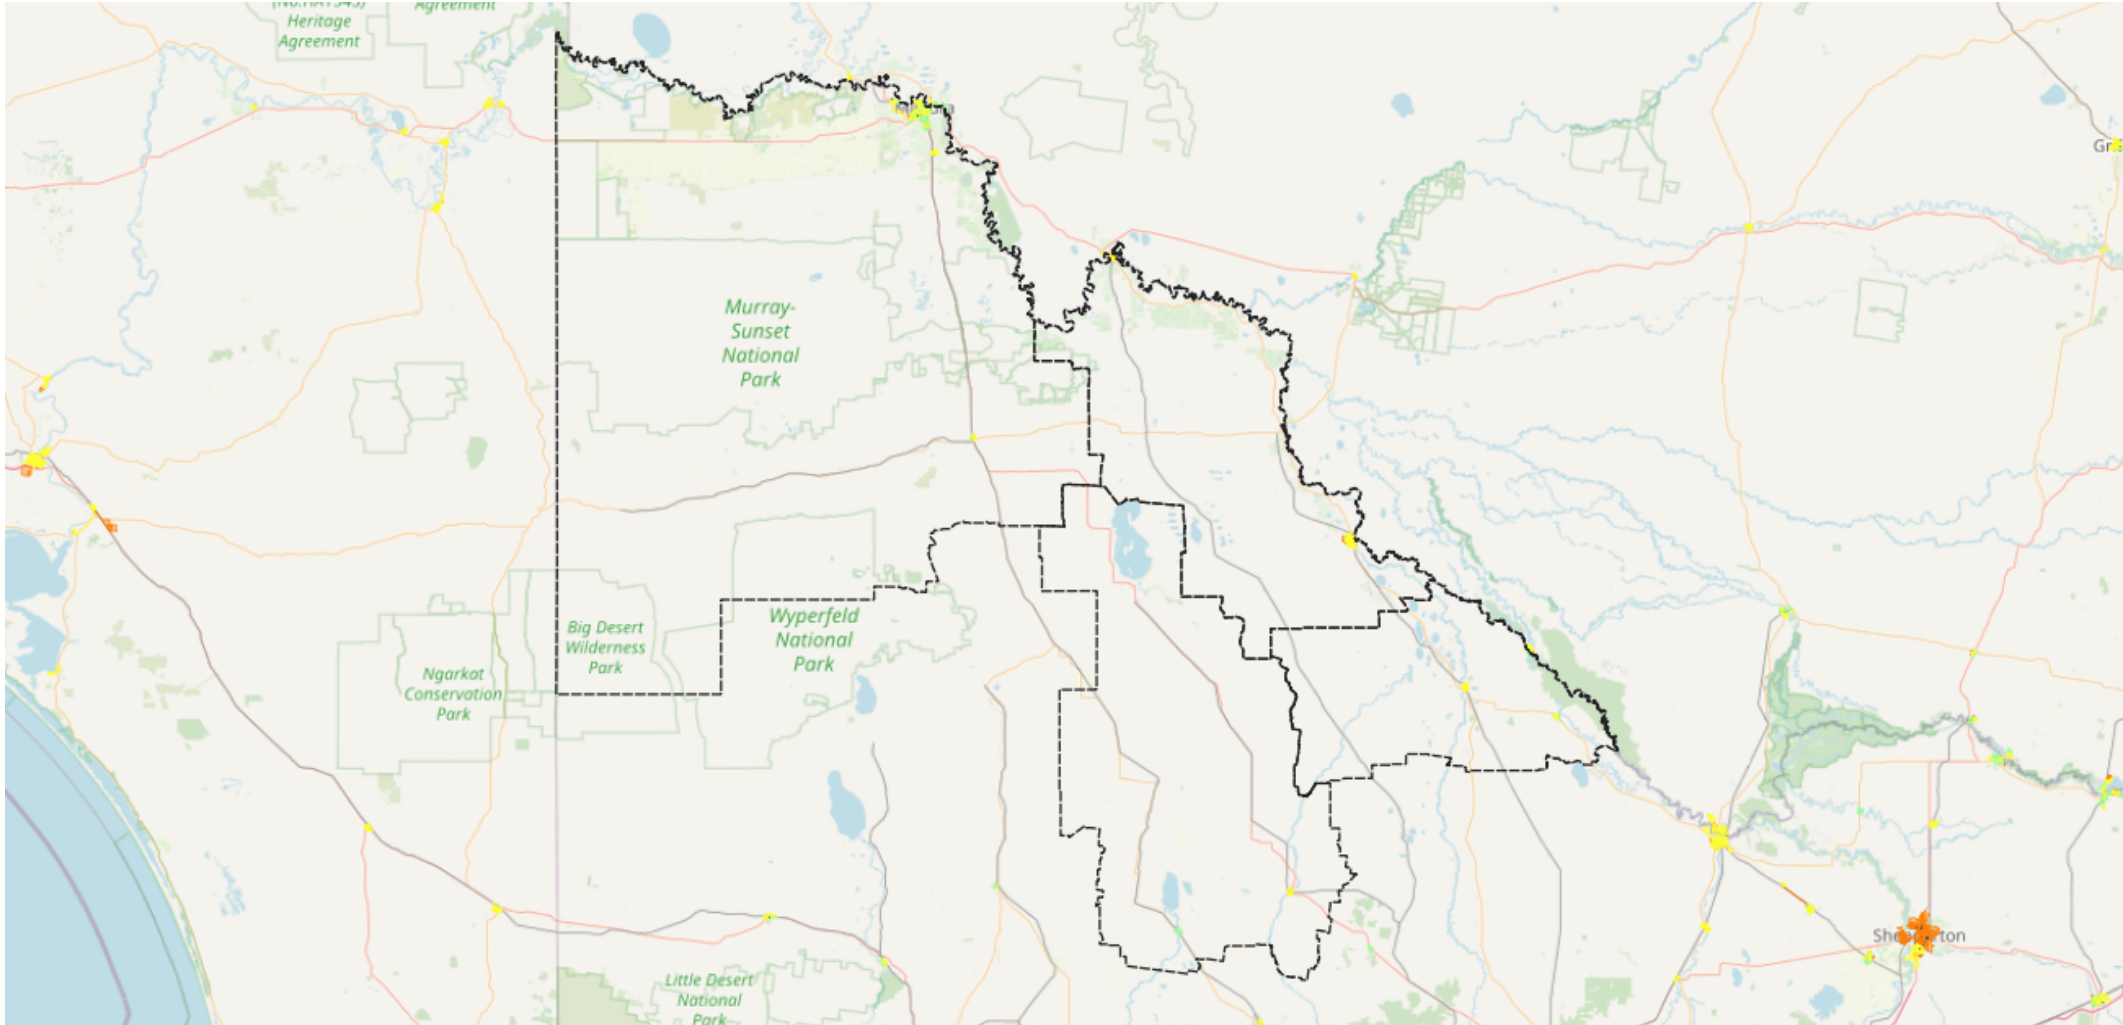 Heritage
Agreement
Agreement
Murray-
Sunset
National
Park
Big Desert
Wilderness
Park
Wyperfeld
National
Park
Ngarkat
Conservation
Park
Little Desert
National
Park